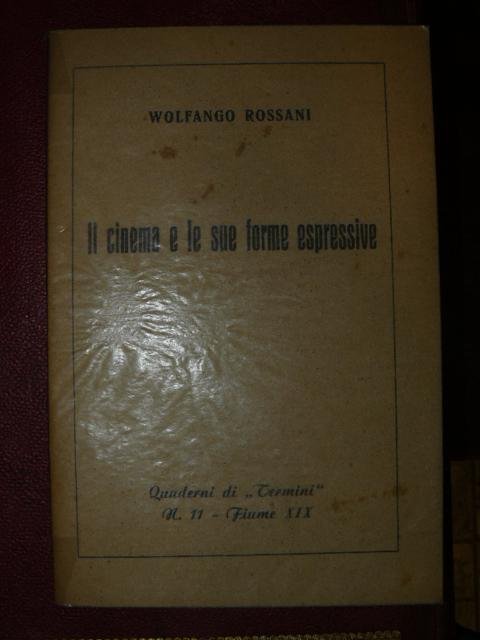 WOLFANGO ROSSANI
Il cinema e le sue forme espressive
Quaderni di „Termini“
N. 11 - Fiume XIX